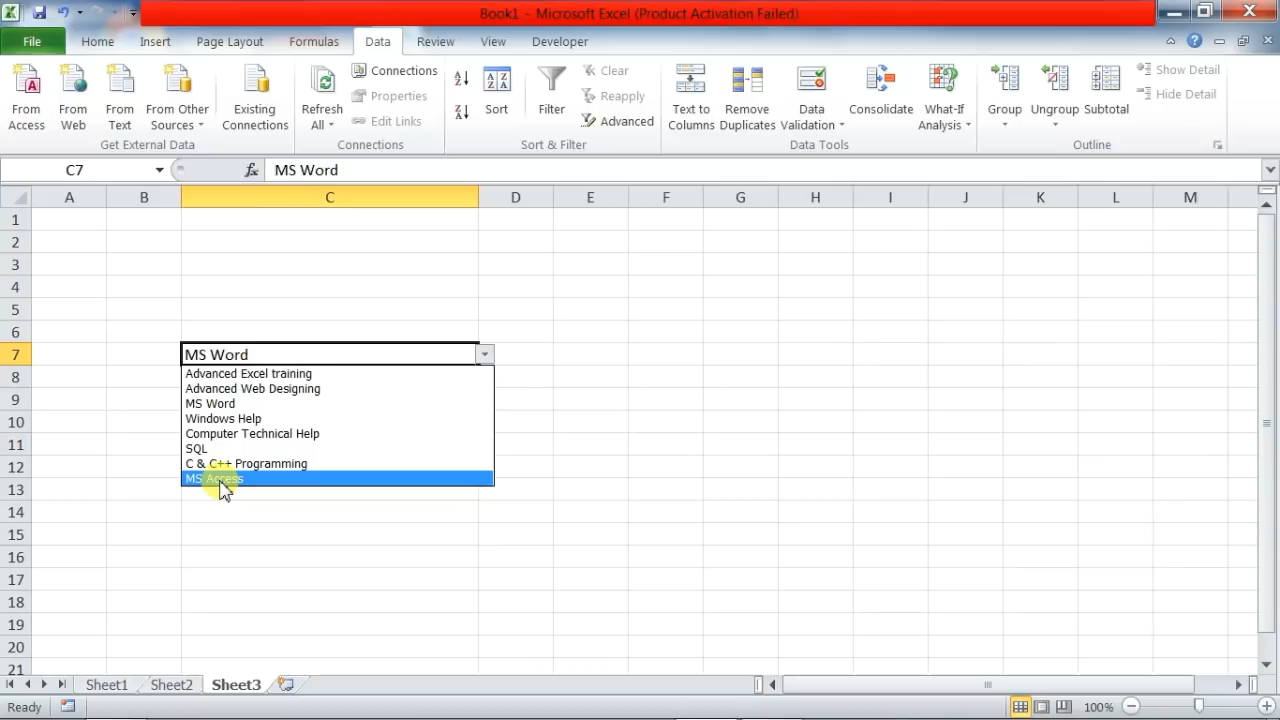 Book1 - Microsoft Excel (Product Activation Failed)
File Home Insert Page Layout Formulas Data Review View Developer
From Access
From Web
From Text
From Other Sources
Existing Connections
Get External Data
Refresh All
Connections
Properties
Edit Links
Connections
Sort
Filter
Clear
Reapply
Advanced
Sort & Filter
Text to Columns
Remove Duplicates
Data Validation
Consolidate
What-If Analysis
Data Tools
Group
Ungroup
Subtotal
Show Detail
Hide Detail
Outline
C7 fx MS Word
A B C D E F G H I J K L M
1
2
3
4
5
6
7 MS Word
Advanced Excel training
Advanced Web Designing
MS Word
Windows Help
Computer Technical Help
SQL
C & C++ Programming
MS Access
8
9
10
11
12
13
14
15
16
17
18
19
20
21
Sheet1 Sheet2 Sheet3
Ready 100%